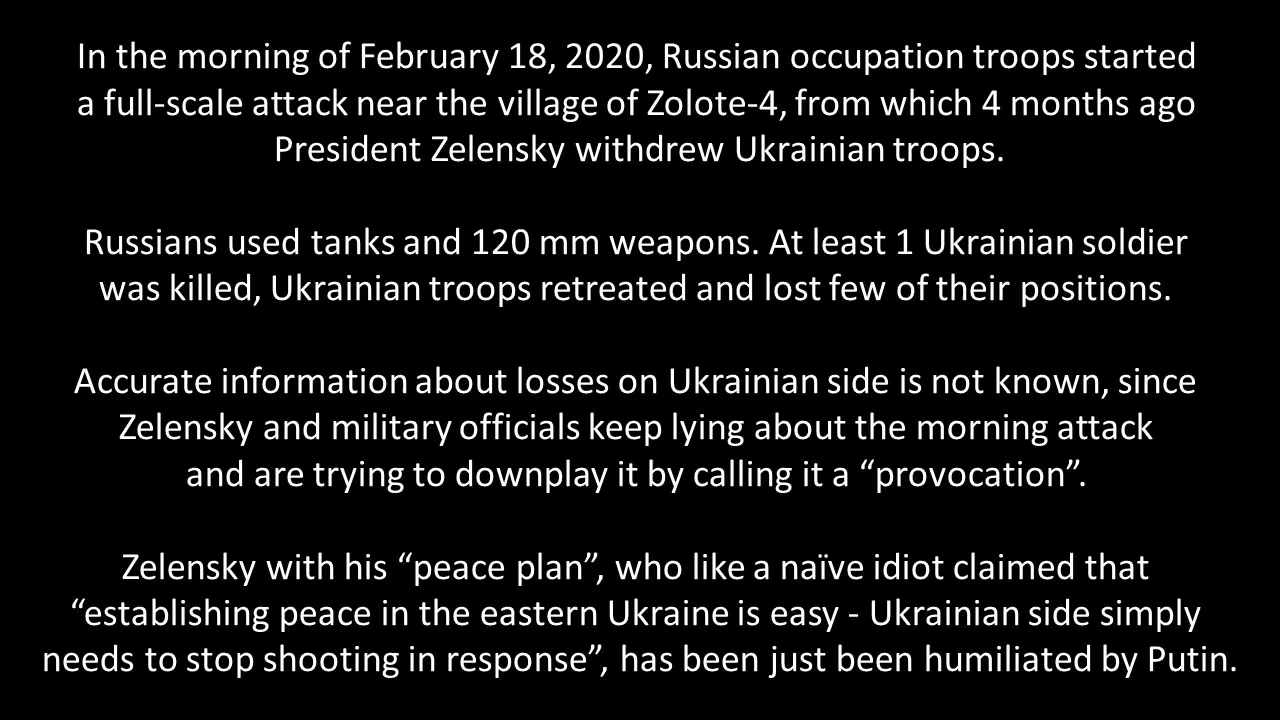 In the morning of February 18, 2020, Russian occupation troops started
a full-scale attack near the village of Zolote-4, from which 4 months ago
President Zelensky withdrew Ukrainian troops.
Russians used tanks and 120 mm weapons. At least 1 Ukrainian soldier
was killed, Ukrainian troops retreated and lost few of their positions.
Accurate information about losses on Ukrainian side is not known, since
Zelensky and military officials keep lying about the morning attack
and are trying to downplay it by calling it a “provocation”.
Zelensky with his “peace plan”, who like a naïve idiot claimed that
“establishing peace in the eastern Ukraine is easy - Ukrainian side simply
needs to stop shooting in response”, has been just been humiliated by Putin.